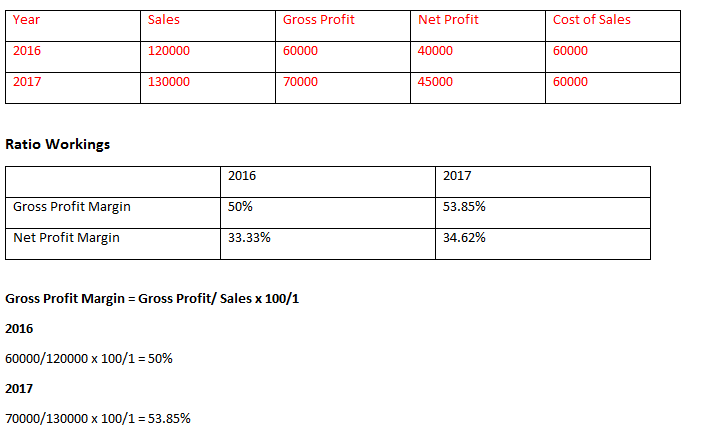 Year Sales Gross Profit Net Profit Cost of Sales
2016 120000 60000 40000 60000
2017 130000 70000 45000 60000
Ratio Workings
2016 2017
Gross Profit Margin 50% 53.85%
Net Profit Margin 33.33% 34.62%
Gross Profit Margin = Gross Profit/ Sales x 100/1
2016
60000/120000 x 100/1 = 50%
2017
70000/130000 x 100/1 = 53.85%